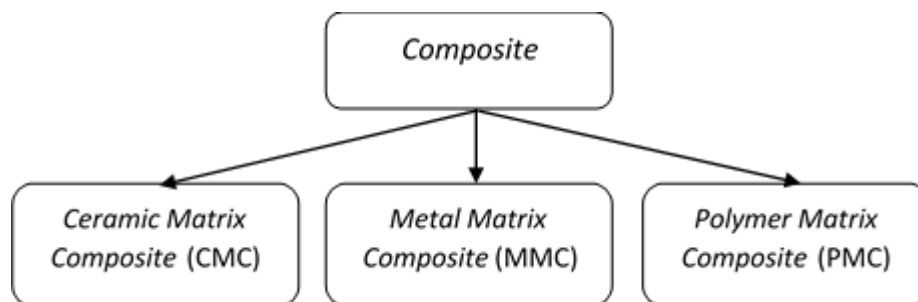 Composite
Ceramic Matrix
Composite (CMC)
Metal Matrix
Composite (MMC)
Polymer Matrix
Composite (PMC)